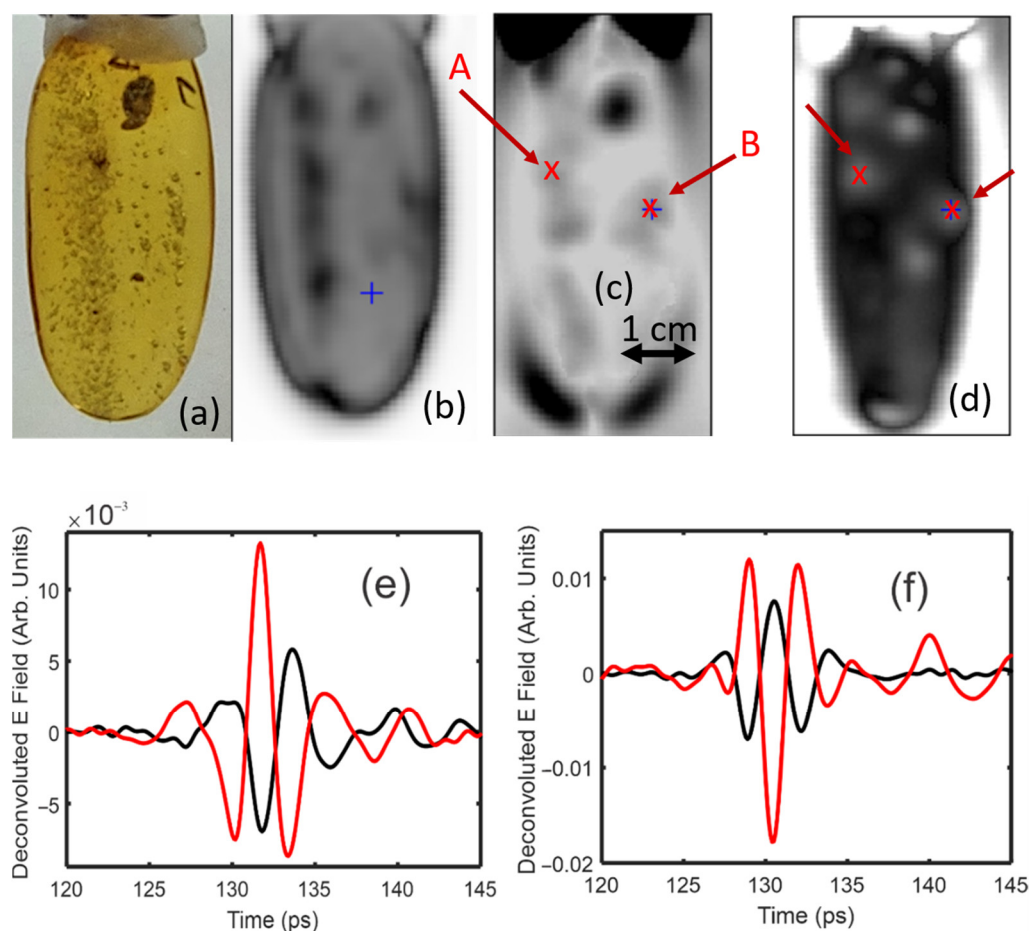 A
B
(a)
(b)
(c)
1 cm
(d)
× 10⁻³
Deconvoluted E Field (Arb. Units)
10
5
0
−5
(e)
120 125 130 135 140 145
Time (ps)
Deconvoluted E Field (Arb. Units)
0.01
0
−0.01
−0.02
(f)
120 125 130 135 140 145
Time (ps)